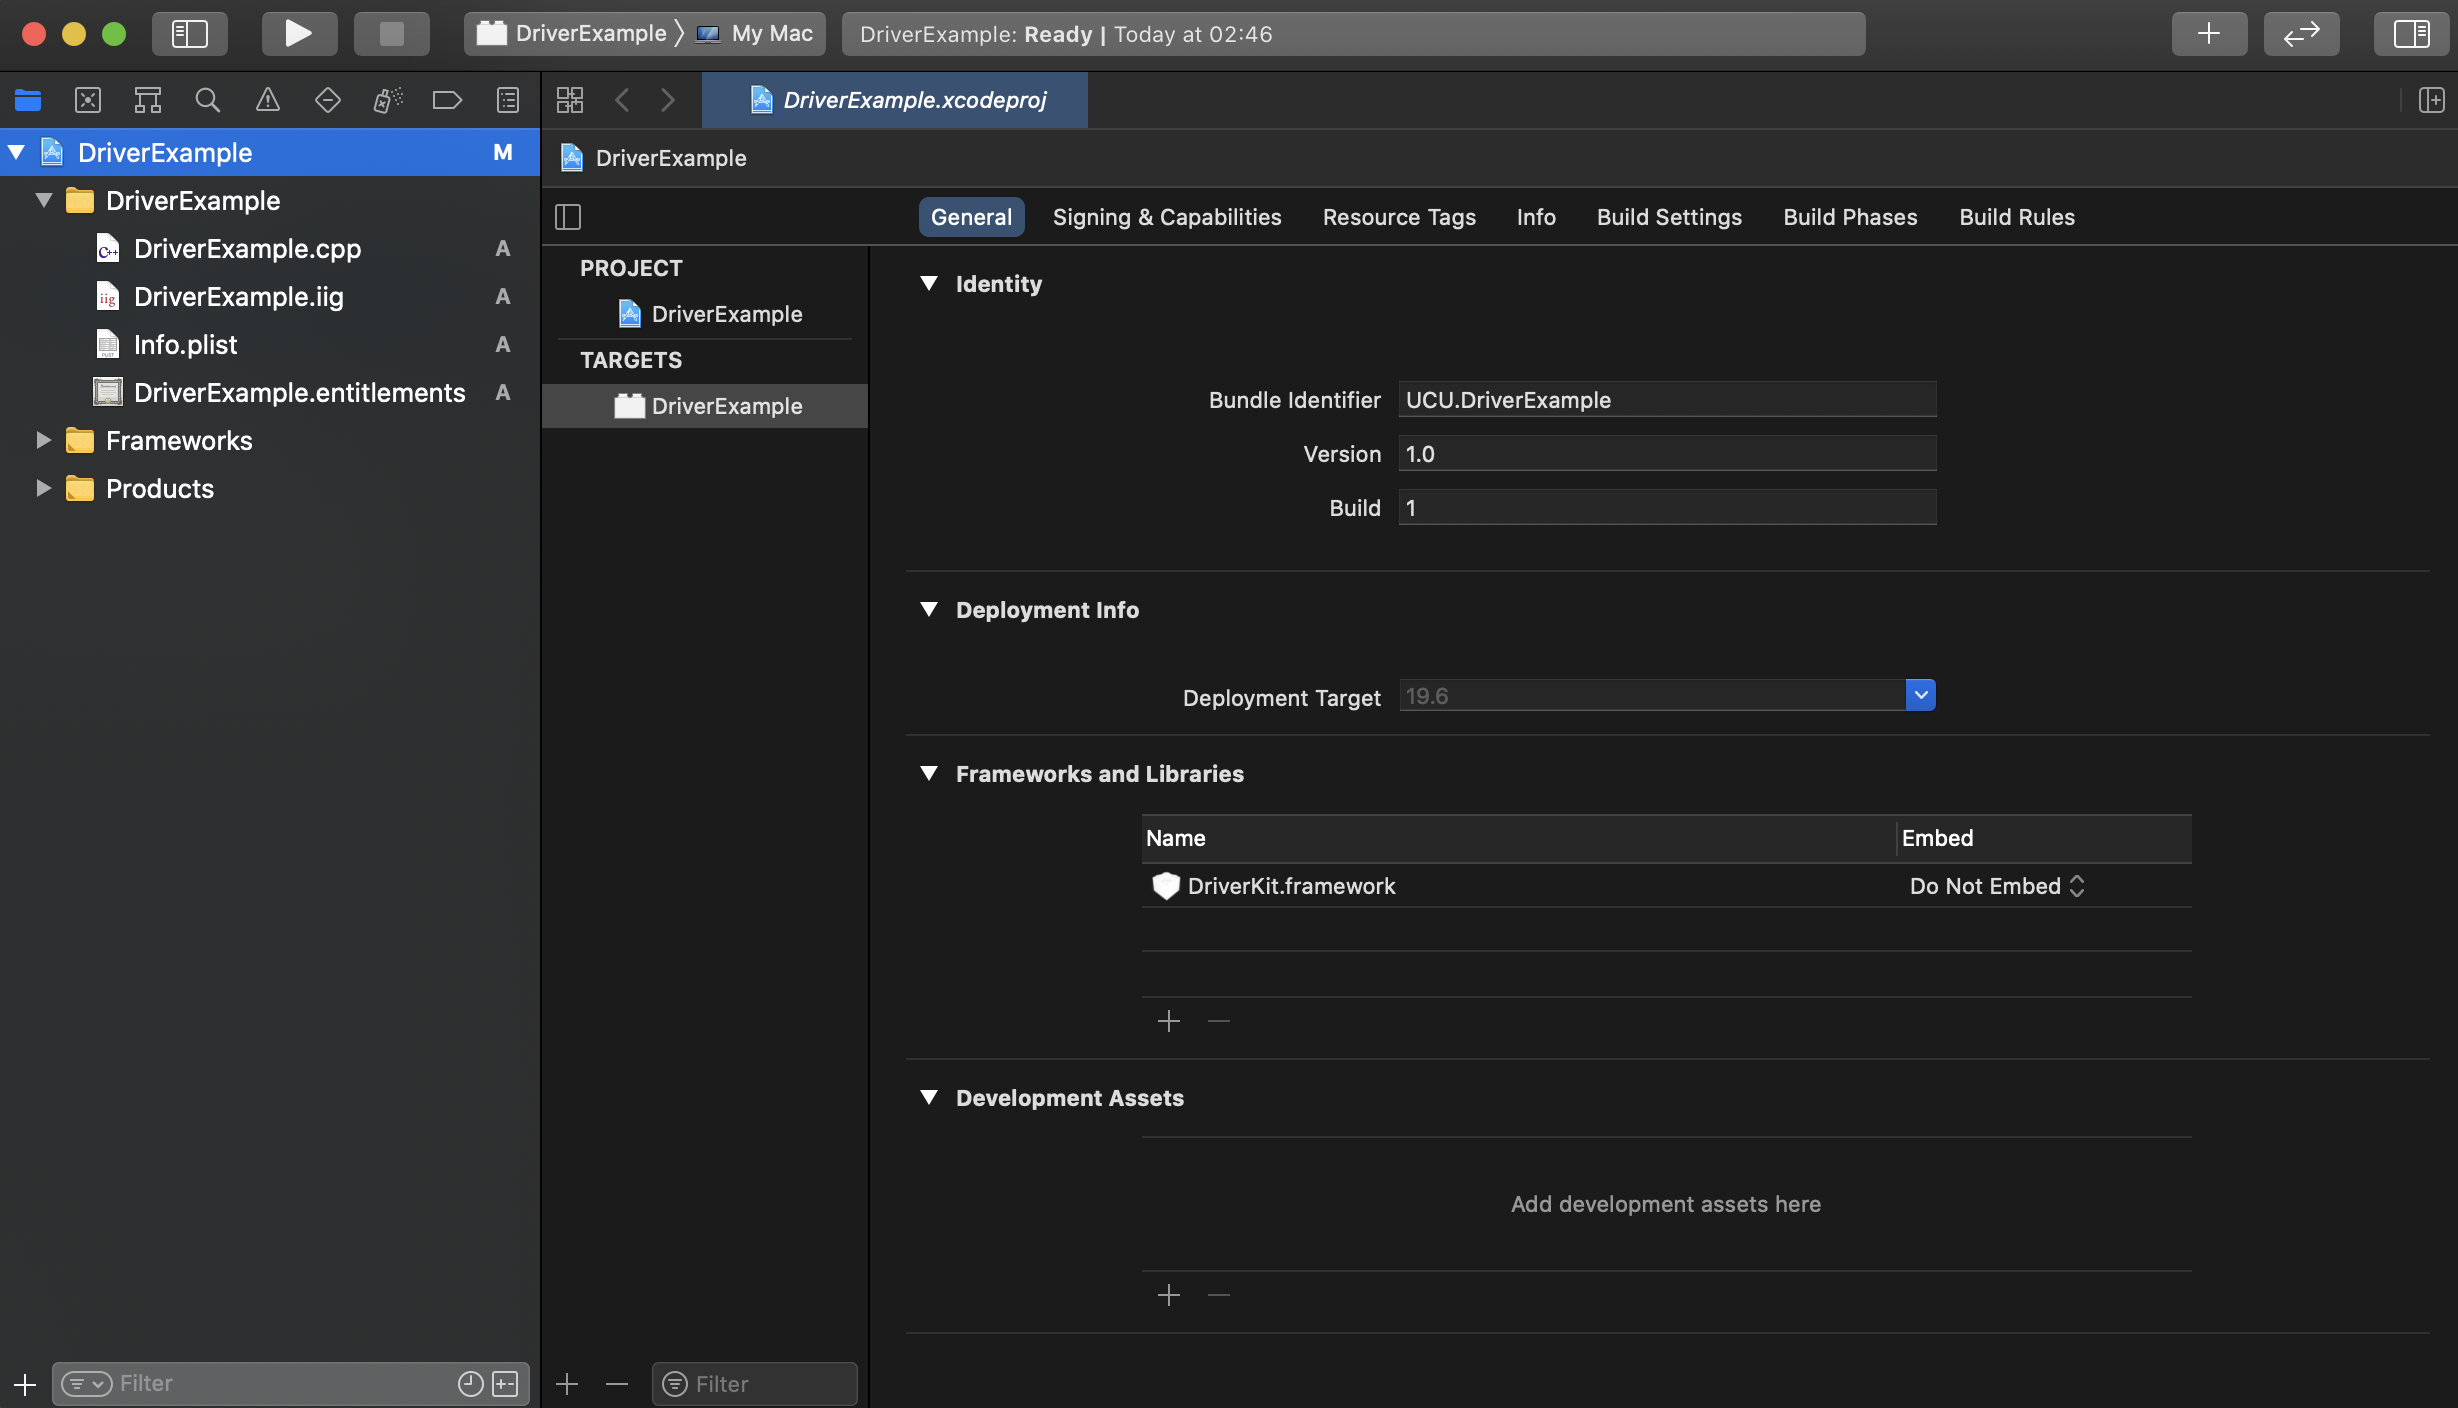 DriverExample 〉 My Mac
DriverExample: Ready | Today at 02:46
DriverExample.xcodeproj
DriverExample M
DriverExample
DriverExample.cpp A
DriverExample.iig A
Info.plist A
DriverExample.entitlements A
Frameworks
Products
Filter
DriverExample
General Signing & Capabilities Resource Tags Info Build Settings Build Phases Build Rules
PROJECT
DriverExample
TARGETS
DriverExample
Filter
Identity
Bundle Identifier UCU.DriverExample
Version 1.0
Build 1
Deployment Info
Deployment Target 19.6
Frameworks and Libraries
Name Embed
DriverKit.framework Do Not Embed
Development Assets
Add development assets here